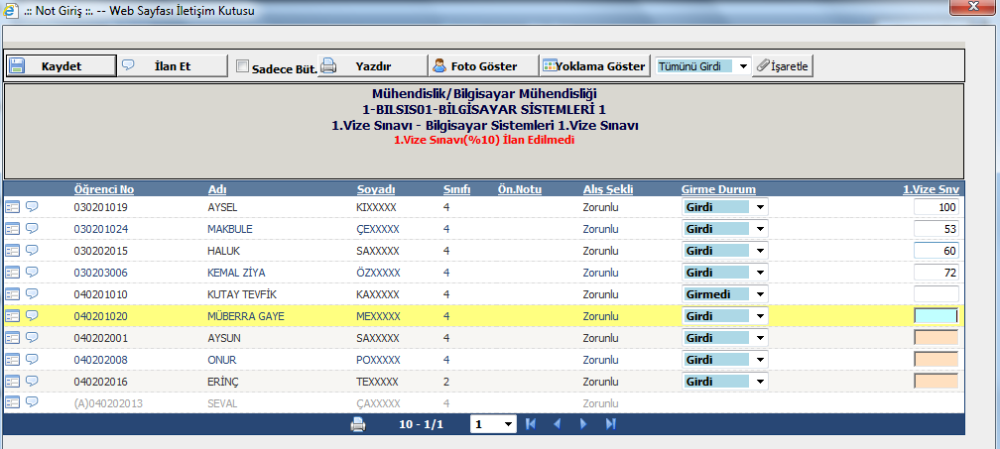 .:: Not Giriş ::. -- Web Sayfası İletişim Kutusu
Kaydet İlan Et Sadece Büt. Yazdır Foto Göster Yoklama Göster Tümünü Girdi İşaretle
Mühendislik/Bilgisayar Mühendisliği
1-BILSIS01-BİLGİSAYAR SİSTEMLERİ 1
1.Vize Sınavı - Bilgisayar Sistemleri 1.Vize Sınavı
1.Vize Sınavı(%10) İlan Edilmedi
Öğrenci No Adı Soyadı Sınıfı Ön.Notu Alış Şekli Girme Durum 1.Vize Snv
030201019 AYSEL KIXXXXX 4 Zorunlu Girdi 100
030201024 MAKBULE ÇEXXXXX 4 Zorunlu Girdi 53
030202015 HALUK SAXXXXX 4 Zorunlu Girdi 60
030203006 KEMAL ZİYA ÖZXXXXX 4 Zorunlu Girdi 72
040201010 KUTAY TEVFİK KAXXXXX 4 Zorunlu Girmedi
040201020 MÜBERRA GAYE MEXXXXX 4 Zorunlu Girdi
040202001 AYSUN SAXXXXX 4 Zorunlu Girdi
040202008 ONUR POXXXXX 4 Zorunlu Girdi
040202016 ERİNÇ TEXXXXX 2 Zorunlu Girdi
(A)040202013 SEVAL ÇAXXXXX 4 Zorunlu
10 - 1/1 1